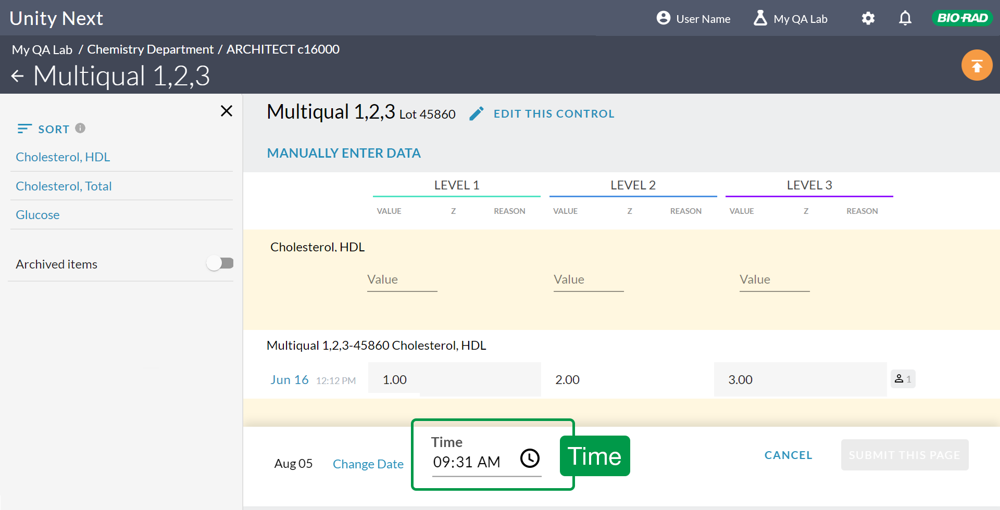 Unity Next
User Name
My QA Lab
BIO-RAD
My QA Lab / Chemistry Department / ARCHITECT c16000
Multiqual 1,2,3
SORT
Cholesterol, HDL
Cholesterol, Total
Glucose
Archived items
Multiqual 1,2,3 Lot 45860
EDIT THIS CONTROL
MANUALLY ENTER DATA
LEVEL 1 LEVEL 2 LEVEL 3
VALUE Z REASON VALUE Z REASON VALUE Z REASON
Cholesterol, HDL
Value Value Value
Multiqual 1,2,3-45860 Cholesterol, HDL
Jun 16 12:12 PM 1.00 2.00 3.00 1
Aug 05
Change Date
Time
09:31 AM
Time
CANCEL
SUBMIT THIS PAGE